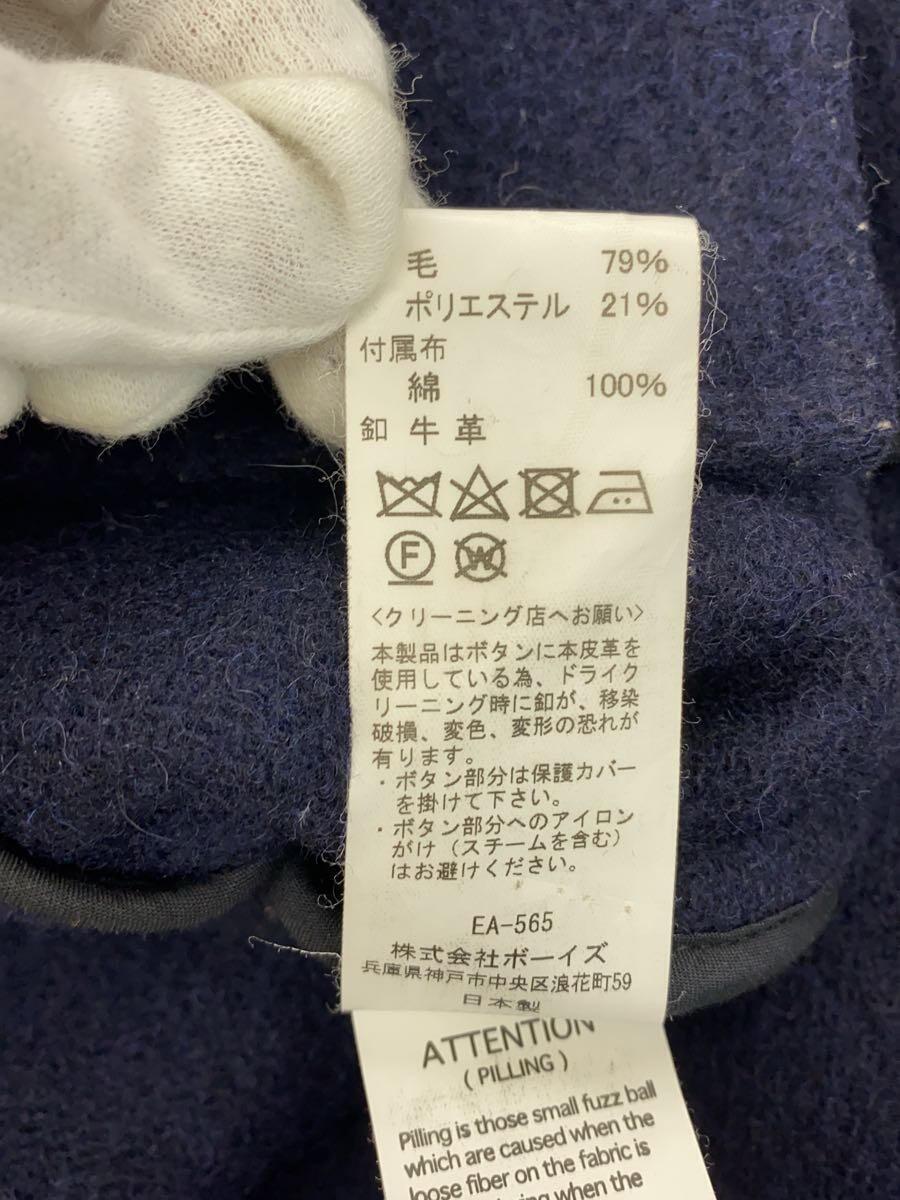 毛 79%
ポリエステル 21%
付属布
綿 100%
釦 牛革
F W
〈クリーニング店へお願い〉
本製品はボタンに本皮革を
使用している為、ドライク
リーニング時に釦が、移染
破損、変色、変形の恐れが
有ります。
・ボタン部分は保護カバー
を掛けて下さい。
・ボタン部分へのアイロン
がけ（スチームを含む）
はお避けください。
EA-565
株式会社ボーイズ
兵庫県神戸市中央区浪花町59
日本製
ATTENTION
( PILLING )
Pilling is those small fuzz ball
which are caused when the
loose fiber on the fabric is
when the